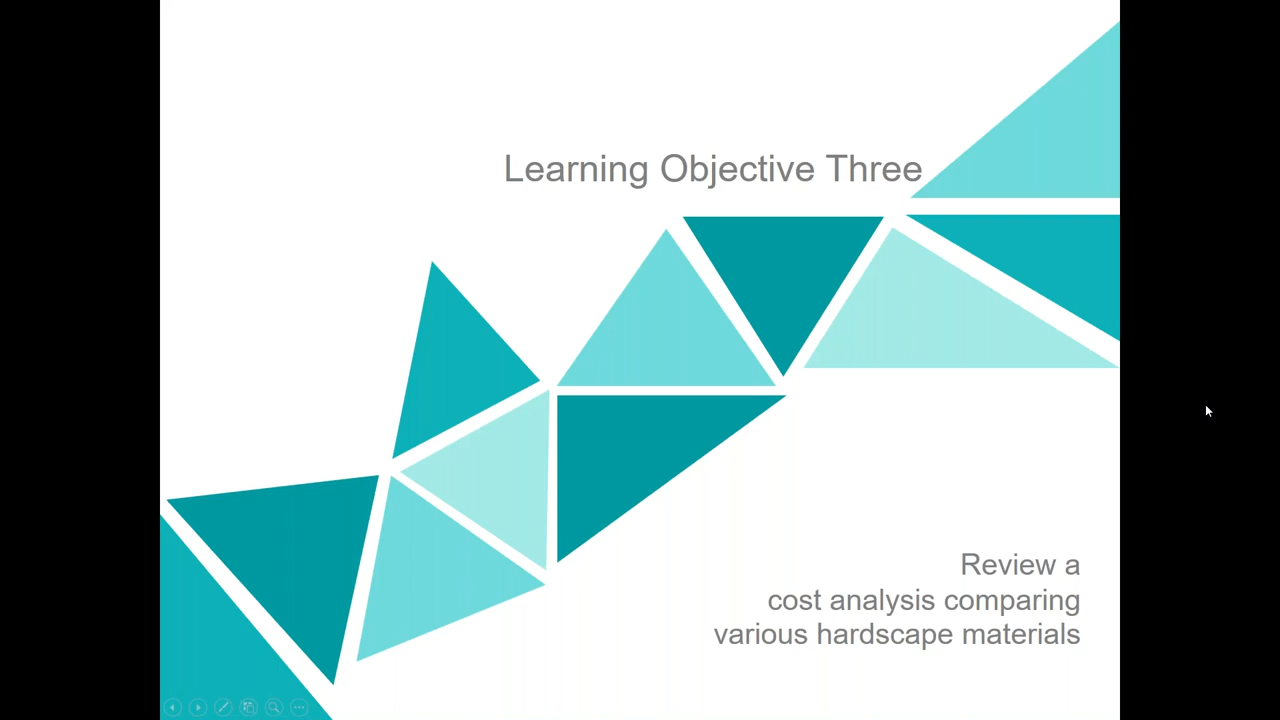 Learning Objective Three
Review a
cost analysis comparing
various hardscape materials